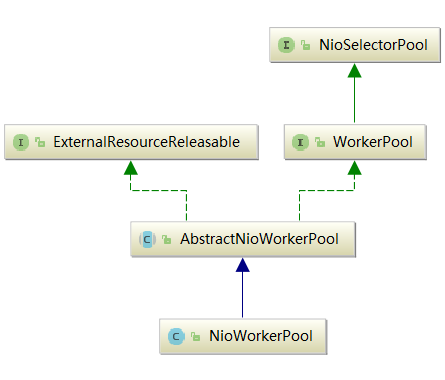 I NioSelectorPool
I ExternalResourceReleasable
I WorkerPool
C AbstractNioWorkerPool
C NioWorkerPool